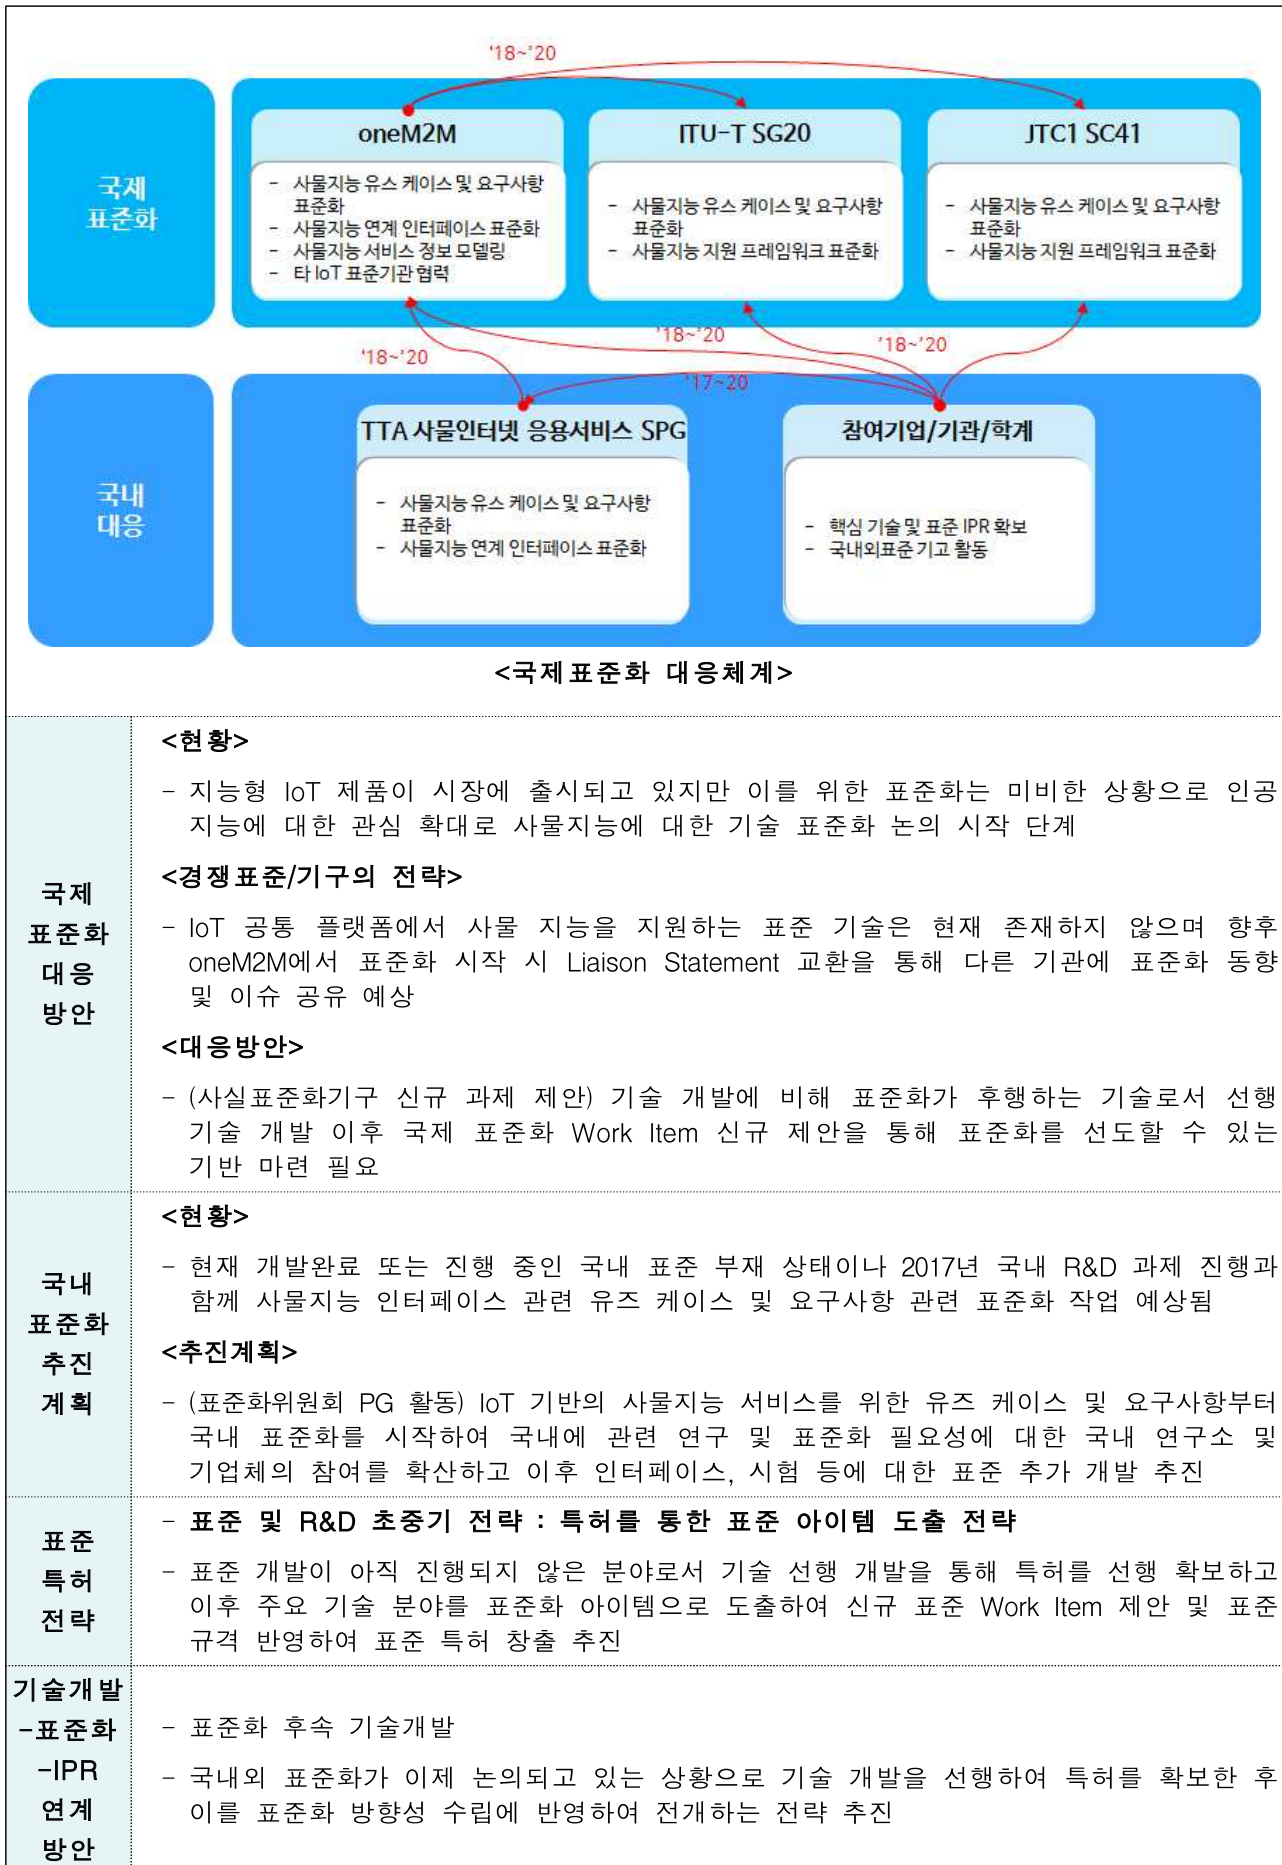 '18~'20
국제
표준화
oneM2M
- 사물지능 유스 케이스 및 요구사항
표준화
- 사물지능 연계 인터페이스 표준화
- 사물지능 서비스 정보 모델링
- 타 IoT 표준기관 협력
ITU-T SG20
- 사물지능 유스 케이스 및 요구사항
표준화
- 사물지능 지원 프레임워크 표준화
JTC1 SC41
- 사물지능 유스 케이스 및 요구사항
표준화
- 사물지능 지원 프레임워크 표준화
'18~'20
'18~'20
'18~'20
'17~20
국내
대응
TTA 사물인터넷 응용서비스 SPG
- 사물지능 유스 케이스 및 요구사항
표준화
- 사물지능 연계 인터페이스 표준화
참여기업/기관/학계
- 핵심 기술 및 표준 IPR 확보
- 국내외표준 기고 활동
<국제표준화 대응체계>
국제
표준화
대응
방안
<현황>
- 지능형 IoT 제품이 시장에 출시되고 있지만 이를 위한 표준화는 미비한 상황으로 인공
지능에 대한 관심 확대로 사물지능에 대한 기술 표준화 논의 시작 단계
<경쟁표준/기구의 전략>
- IoT 공통 플랫폼에서 사물 지능을 지원하는 표준 기술은 현재 존재하지 않으며 향후
oneM2M에서 표준화 시작 시 Liaison Statement 교환을 통해 다른 기관에 표준화 동향
및 이슈 공유 예상
<대응방안>
- (사실표준화기구 신규 과제 제안) 기술 개발에 비해 표준화가 후행하는 기술로서 선행
기술 개발 이후 국제 표준화 Work Item 신규 제안을 통해 표준화를 선도할 수 있는
기반 마련 필요
국내
표준화
추진
계획
<현황>
- 현재 개발완료 또는 진행 중인 국내 표준 부재 상태이나 2017년 국내 R&D 과제 진행과
함께 사물지능 인터페이스 관련 유즈 케이스 및 요구사항 관련 표준화 작업 예상됨
<추진계획>
- (표준화위원회 PG 활동) IoT 기반의 사물지능 서비스를 위한 유즈 케이스 및 요구사항부터
국내 표준화를 시작하여 국내에 관련 연구 및 표준화 필요성에 대한 국내 연구소 및
기업체의 참여를 확산하고 이후 인터페이스, 시험 등에 대한 표준 추가 개발 추진
표준
특허
전략
- 표준 및 R&D 초중기 전략 : 특허를 통한 표준 아이템 도출 전략
- 표준 개발이 아직 진행되지 않은 분야로서 기술 선행 개발을 통해 특허를 선행 확보하고
이후 주요 기술 분야를 표준화 아이템으로 도출하여 신규 표준 Work Item 제안 및 표준
규격 반영하여 표준 특허 창출 추진
기술개발
-표준화
-IPR
연계
방안
- 표준화 후속 기술개발
- 국내외 표준화가 이제 논의되고 있는 상황으로 기술 개발을 선행하여 특허를 확보한 후
이를 표준화 방향성 수립에 반영하여 전개하는 전략 추진